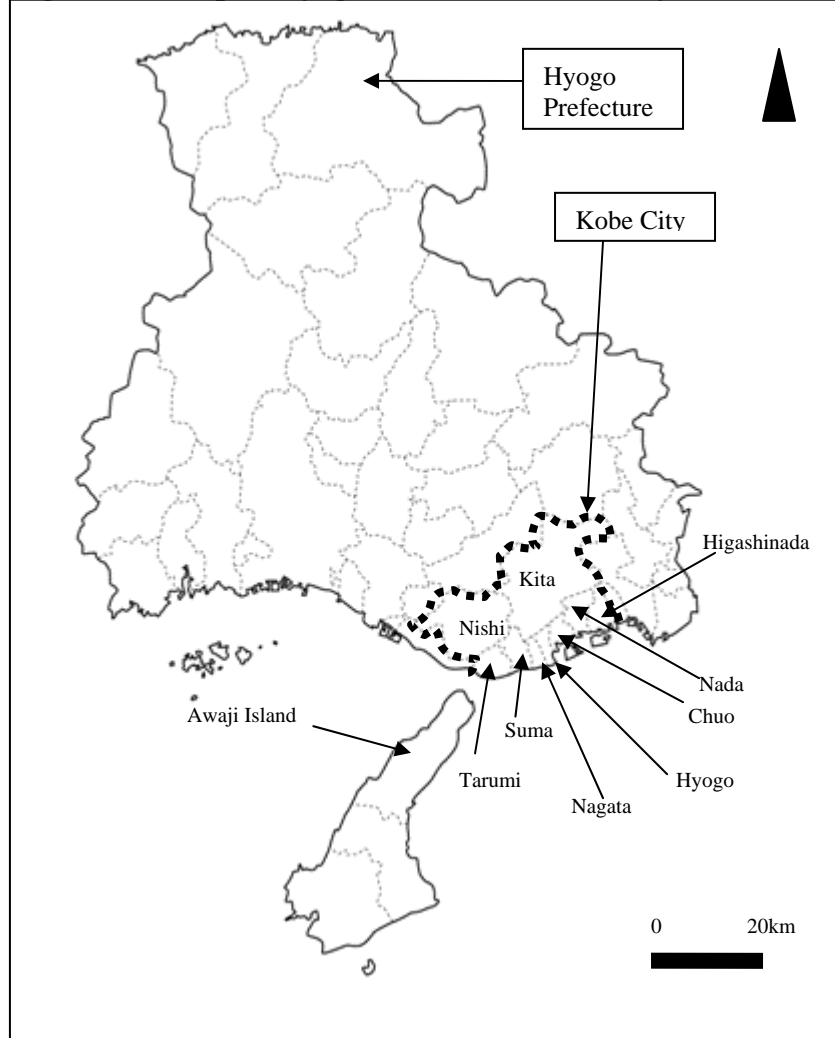 Hyogo
Prefecture
Kobe City
Higashinada
Kita
Nishi
Nada
Chuo
Awaji Island
Suma
Tarumi
Hyogo
Nagata
0 20km